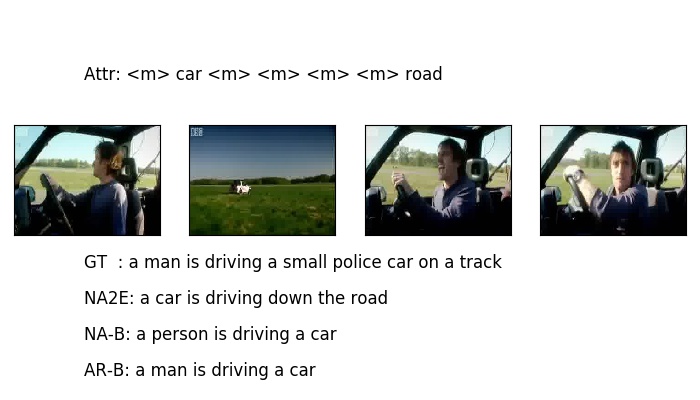 Attr: <m> car <m> <m> <m> <m> road
GT  : a man is driving a small police car on a track
NA2E: a car is driving down the road
NA-B: a person is driving a car
AR-B: a man is driving a car